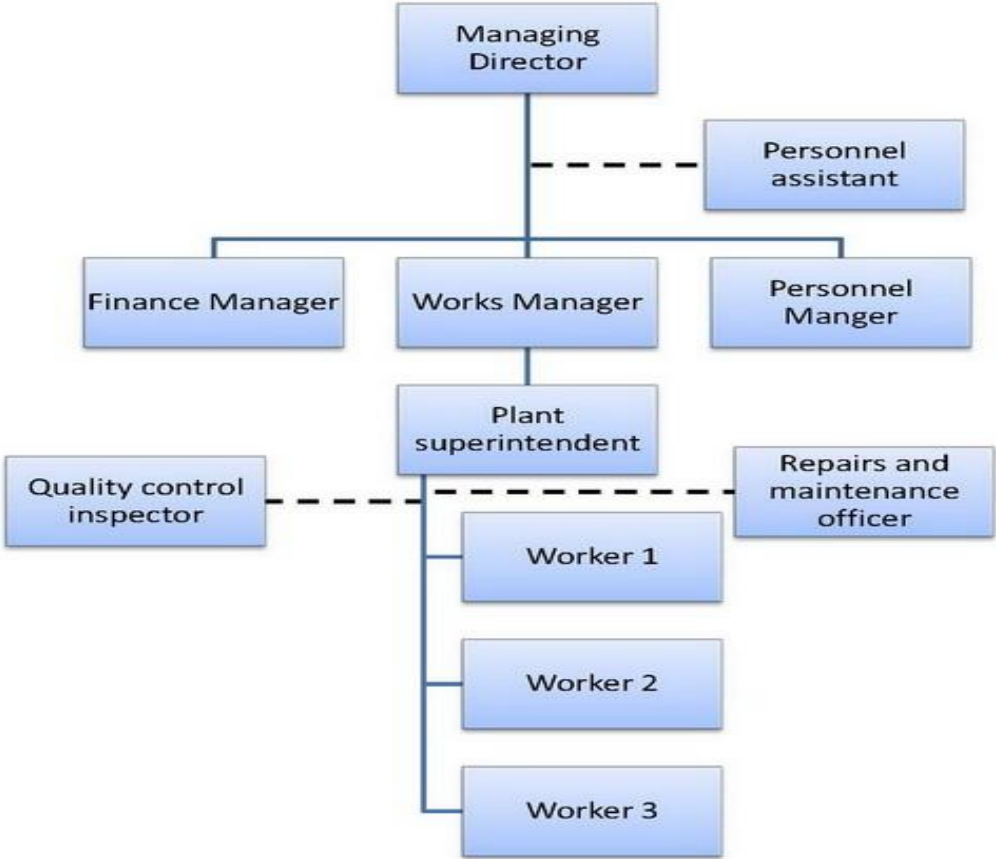 Managing
Director
Personnel
assistant
Finance Manager
Works Manager
Personnel
Manger
Plant
superintendent
Quality control
inspector
Repairs and
maintenance
officer
Worker 1
Worker 2
Worker 3